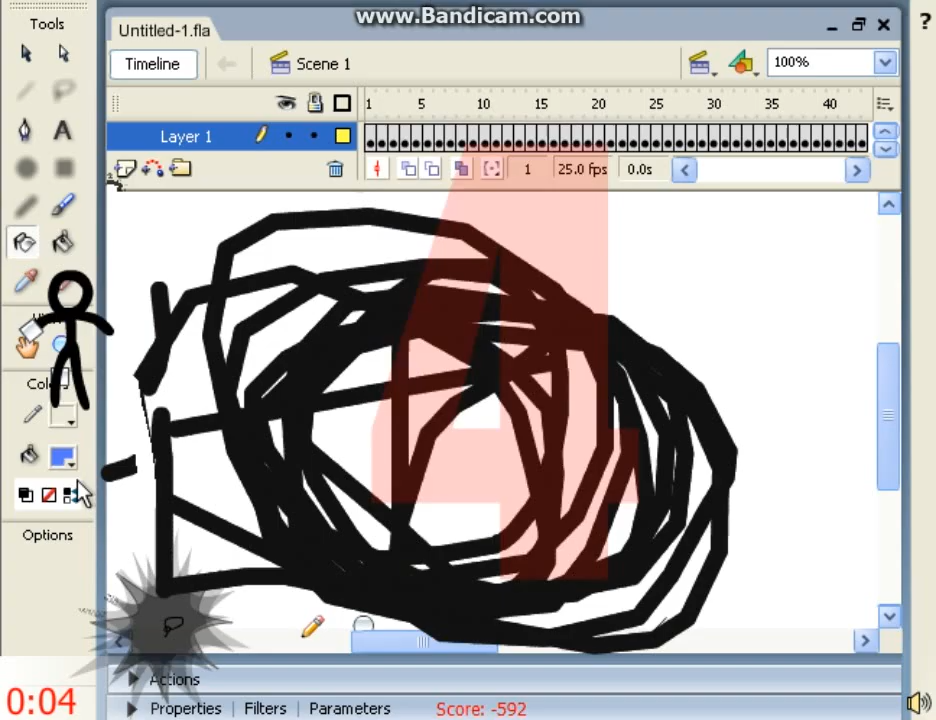 www.Bandicam.com
Tools
Untitled-1.fla
?
Timeline
Scene 1
100%
1 5 10 15 20 25 30 35 40
Layer 1
1 25.0 fps 0.0s
4
Options
Actions
0:04
Properties Filters Parameters Score: -592